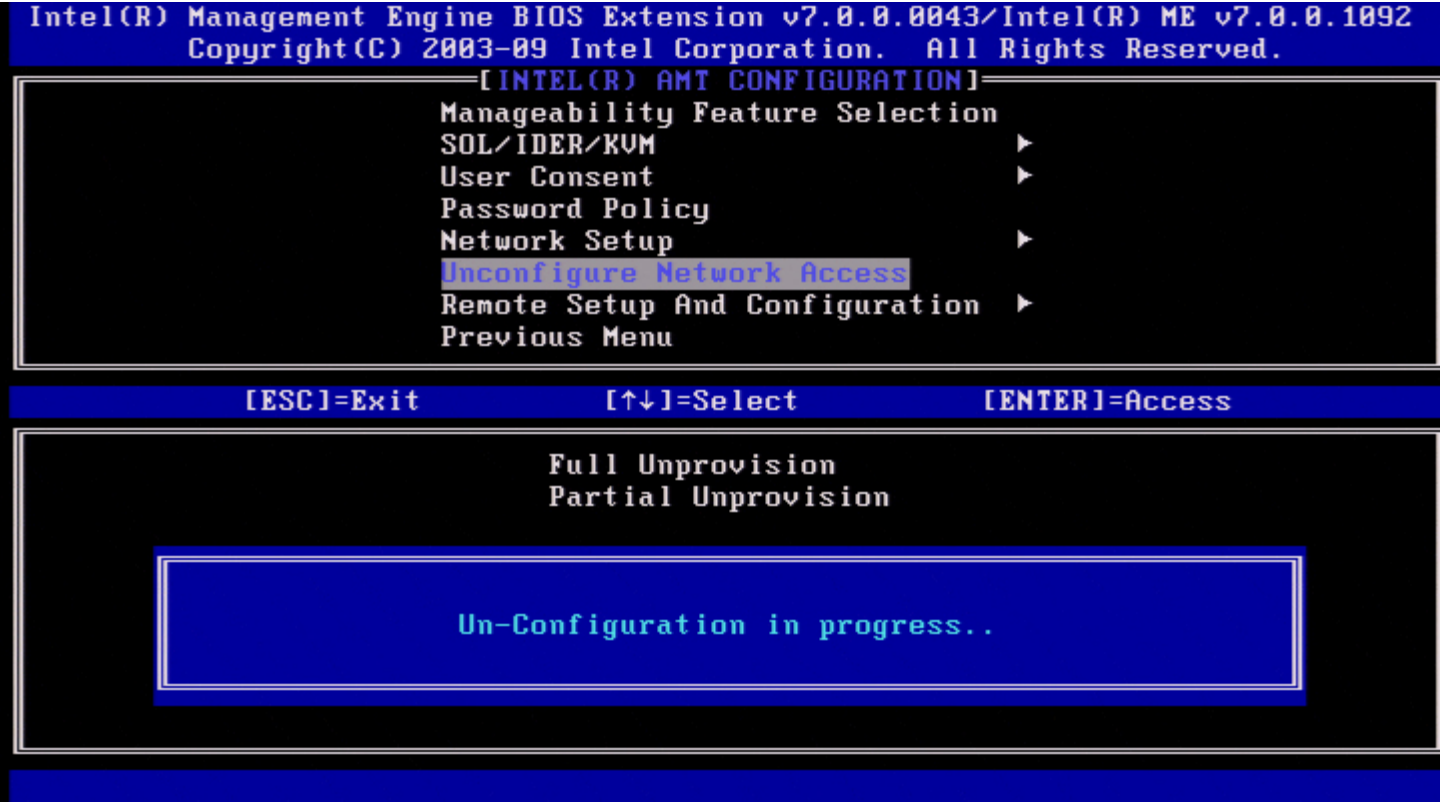 Intel(R) Management Engine BIOS Extension v7.0.0.0043/Intel(R) ME v7.0.0.1092
Copyright(C) 2003-09 Intel Corporation. All Rights Reserved.
[INTEL(R) AMT CONFIGURATION]
Manageability Feature Selection
SOL/IDER/KVM ►
User Consent ►
Password Policy
Network Setup ►
Unconfigure Network Access
Remote Setup And Configuration ►
Previous Menu
[ESC]=Exit [↑↓]=Select [ENTER]=Access
Full Unprovision
Partial Unprovision
Un-Configuration in progress..